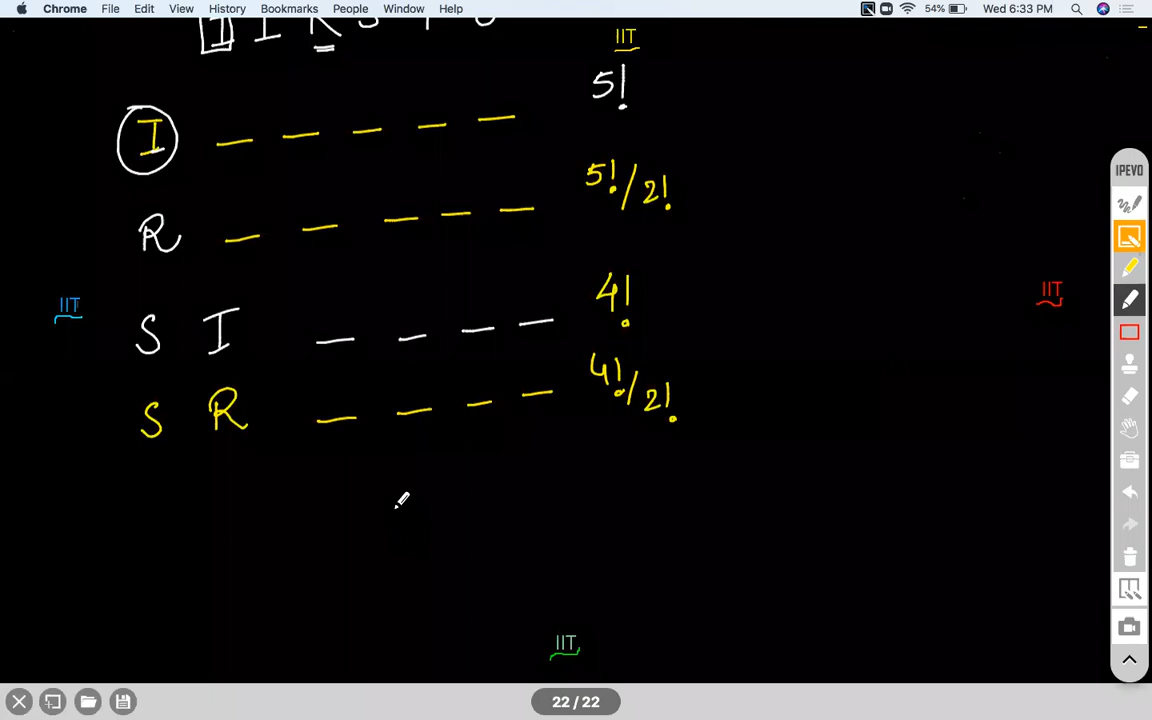 Chrome File Edit View History Bookmarks People Window Help 54% Wed 6:33 PM
I I R S
IIT
5!
I _ _ _ _ _
5!/2!
R _ _ _ _ _
IPEVO
IIT
IIT
4!
S I _ _ _ _
4!/2!
S R _ _ _ _
IIT
22 / 22